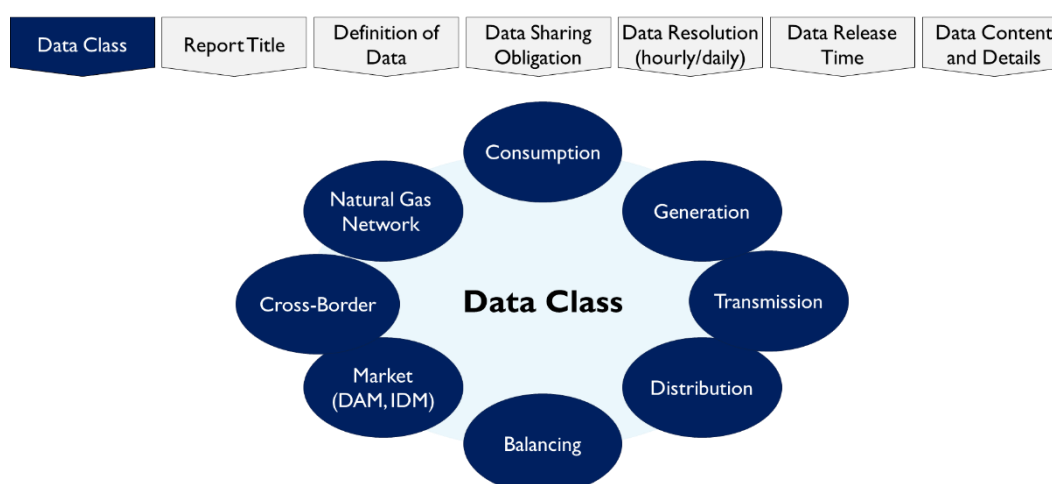 Data Class
Report Title
Definition of
Data
Data Sharing
Obligation
Data Resolution
(hourly/daily)
Data Release
Time
Data Content
and Details
Consumption
Natural Gas
Network
Generation
Cross-Border
Data Class
Transmission
Market
(DAM, IDM)
Distribution
Balancing